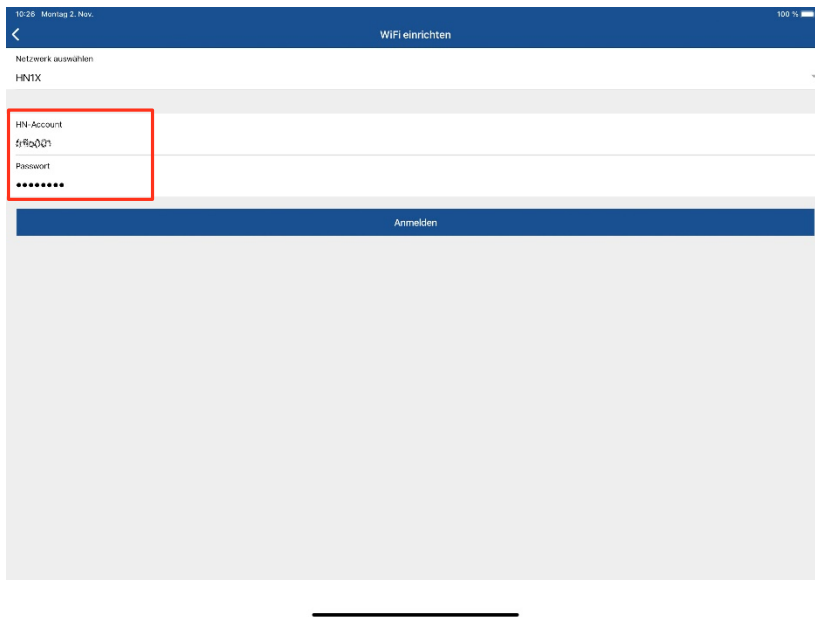 10:26 Montag 2. Nov.
100 %
WiFi einrichten
Netzwerk auswählen
HN1X
HN-Account
Passwort
••••••••
Anmelden